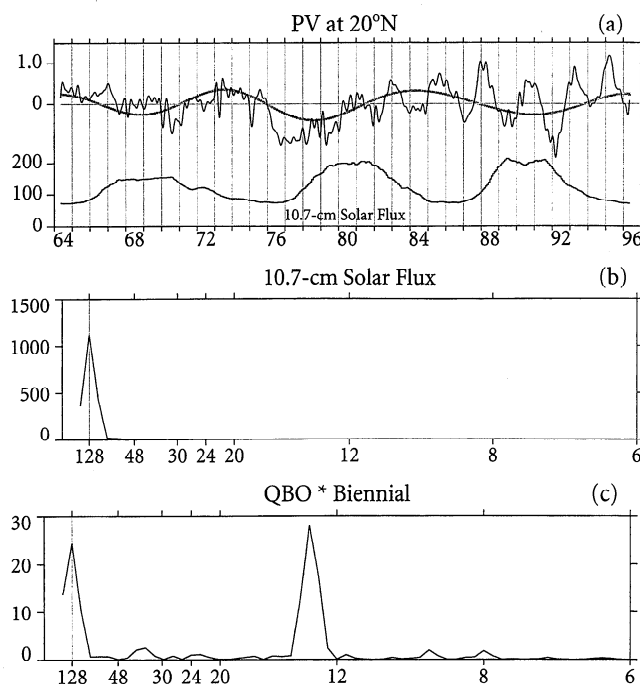 PV at 20°N (a)
1.0
0
200
100
0
10.7-cm Solar Flux
64 68 72 76 80 84 88 92 96
10.7-cm Solar Flux (b)
1500
1000
500
0
128 48 30 24 20 12 8 6
QBO * Biennial (c)
30
20
10
0
128 48 30 24 20 12 8 6